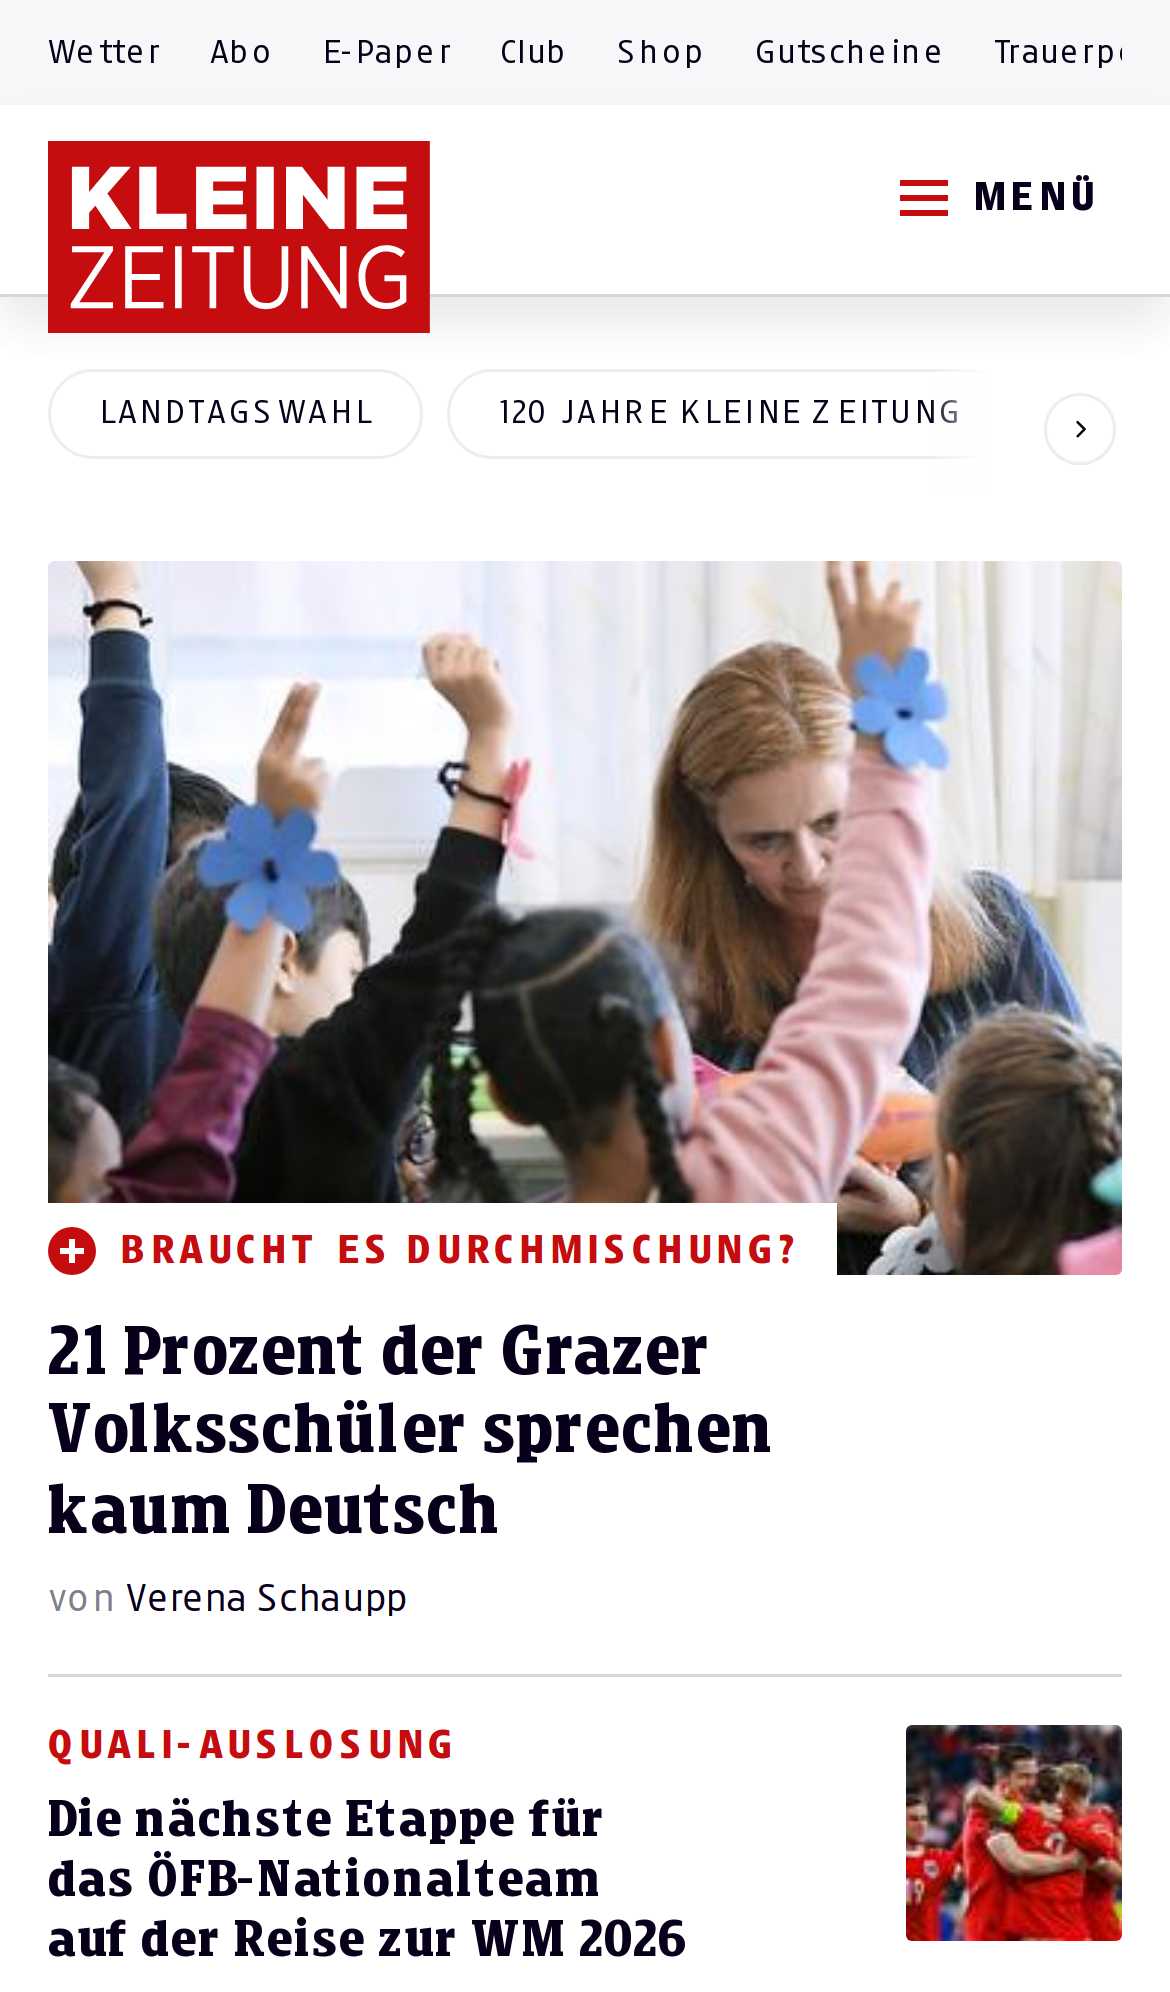 Wetter Abo E-Paper Club Shop Gutscheine
KLEINE
ZEITUNG
MENÜ
LANDTAGSWAHL 120 JAHRE KLEINE ZEITUNG
BRAUCHT ES DURCHMISCHUNG?
21 Prozent der Grazer
Volksschüler sprechen
kaum Deutsch
von Verena Schaupp
QUALI-AUSLOSUNG
Die nächste Etappe für
das ÖFB-Nationalteam
auf der Reise zur WM 2026